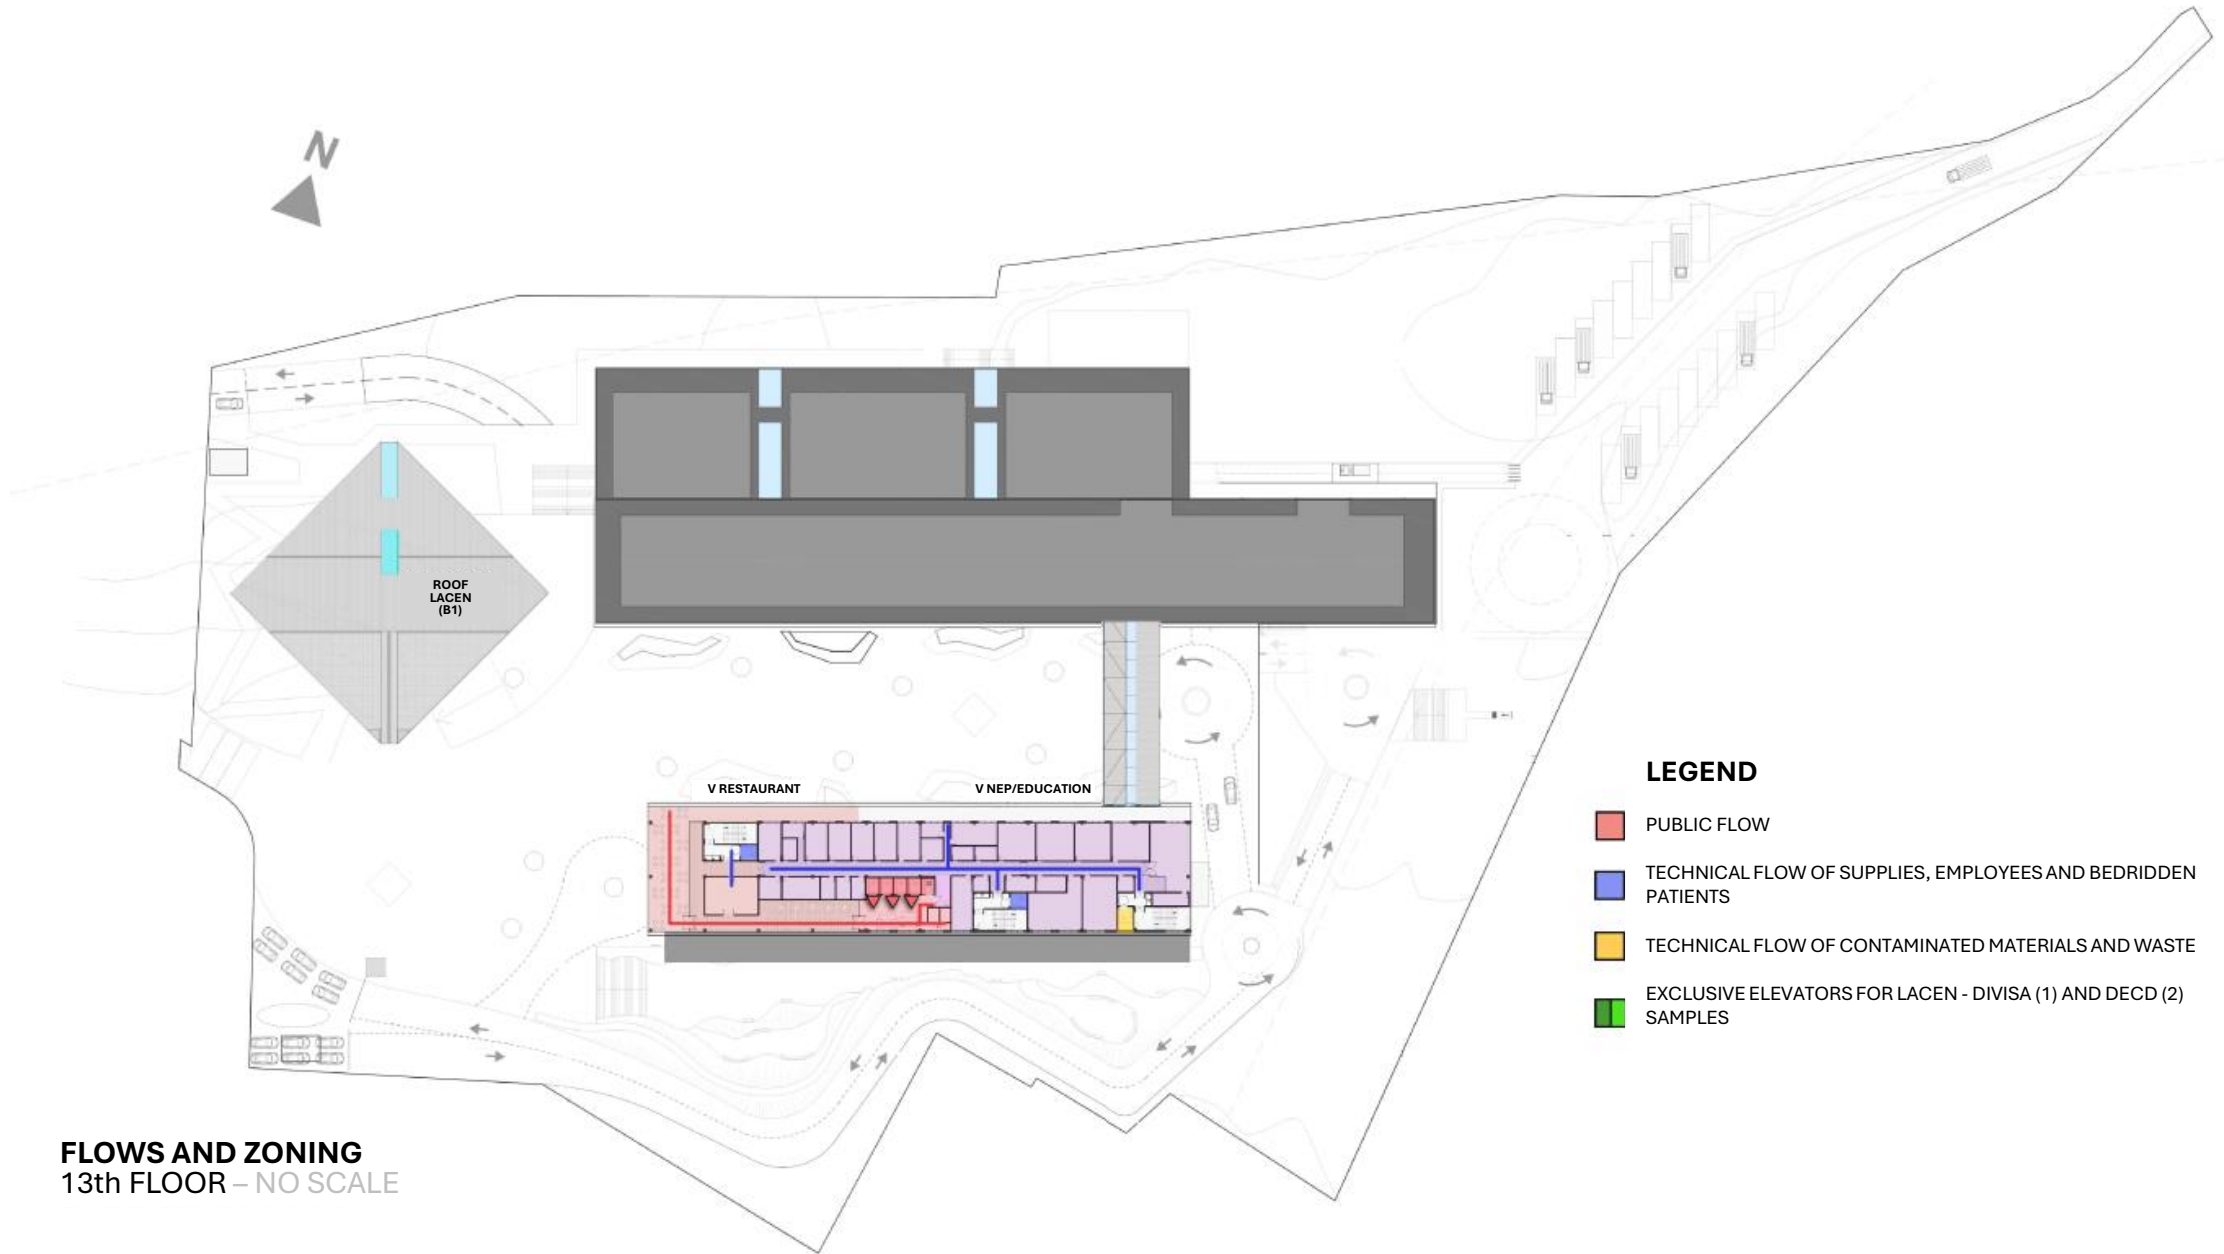 N
ROOF
LACEN
(B1)
V RESTAURANT
V NEP/EDUCATION
LEGEND
PUBLIC FLOW
TECHNICAL FLOW OF SUPPLIES, EMPLOYEES AND BEDRIDDEN
PATIENTS
TECHNICAL FLOW OF CONTAMINATED MATERIALS AND WASTE
EXCLUSIVE ELEVATORS FOR LACEN - DIVISA (1) AND DECD (2)
SAMPLES
FLOWS AND ZONING
13th FLOOR – NO SCALE